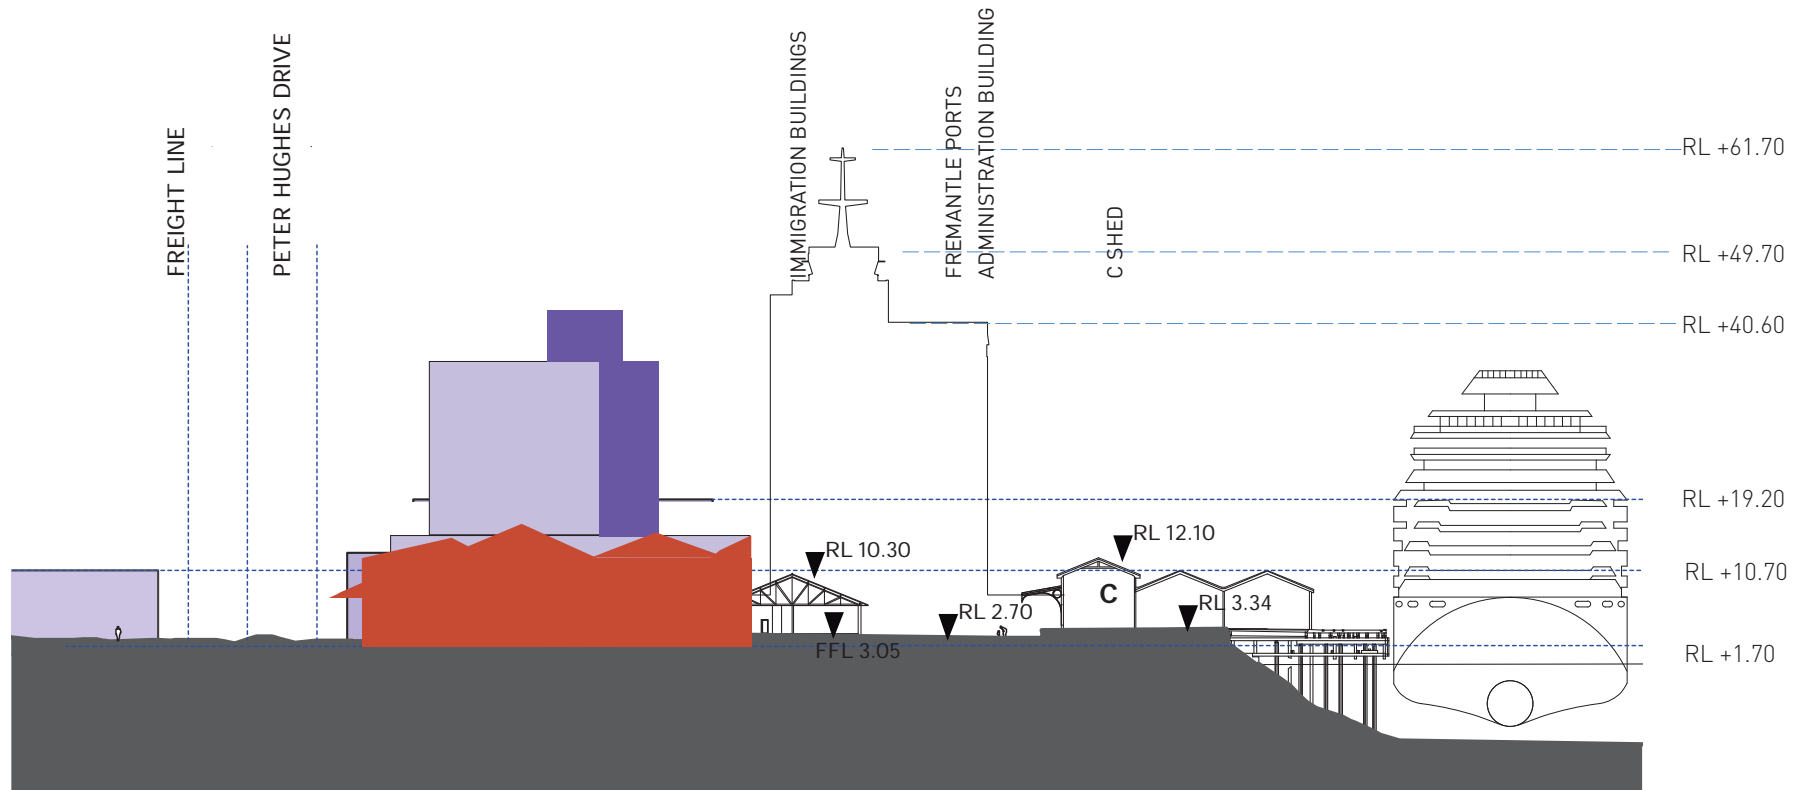 FREIGHT LINE
PETER HUGHES DRIVE
IMMIGRATION BUILDINGS
FREMANTLE PORTS
ADMINISTRATION BUILDING
C SHED
RL +61.70
RL +49.70
RL +40.60
RL +19.20
RL 12.10
RL 10.30
RL +10.70
C
RL 3.34
RL 2.70
FFL 3.05
RL +1.70